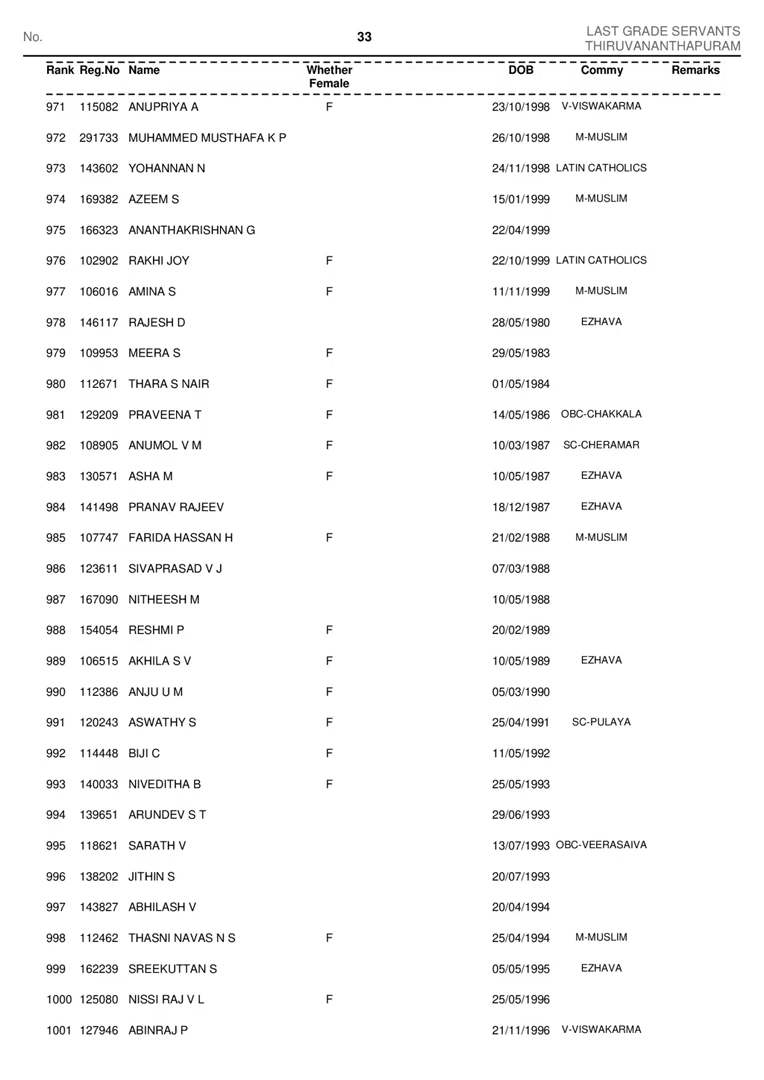 No. 33 LAST GRADE SERVANTS
THIRUVANANTHAPURAM
Rank Reg.No Name Whether DOB Commy Remarks
Female
971 115082 ANUPRIYA A F 23/10/1998 V-VISWAKARMA
972 291733 MUHAMMED MUSTHAFA K P 26/10/1998 M-MUSLIM
973 143602 YOHANNAN N 24/11/1998 LATIN CATHOLICS
974 169382 AZEEM S 15/01/1999 M-MUSLIM
975 166323 ANANTHAKRISHNAN G 22/04/1999
976 102902 RAKHI JOY F 22/10/1999 LATIN CATHOLICS
977 106016 AMINA S F 11/11/1999 M-MUSLIM
978 146117 RAJESH D 28/05/1980 EZHAVA
979 109953 MEERA S F 29/05/1983
980 112671 THARA S NAIR F 01/05/1984
981 129209 PRAVEENA T F 14/05/1986 OBC-CHAKKALA
982 108905 ANUMOL V M F 10/03/1987 SC-CHERAMAR
983 130571 ASHA M F 10/05/1987 EZHAVA
984 141498 PRANAV RAJEEV 18/12/1987 EZHAVA
985 107747 FARIDA HASSAN H F 21/02/1988 M-MUSLIM
986 123611 SIVAPRASAD V J 07/03/1988
987 167090 NITHEESH M 10/05/1988
988 154054 RESHMI P F 20/02/1989
989 106515 AKHILA S V F 10/05/1989 EZHAVA
990 112386 ANJU U M F 05/03/1990
991 120243 ASWATHY S F 25/04/1991 SC-PULAYA
992 114448 BIJI C F 11/05/1992
993 140033 NIVEDITHA B F 25/05/1993
994 139651 ARUNDEV S T 29/06/1993
995 118621 SARATH V 13/07/1993 OBC-VEERASAIVA
996 138202 JITHIN S 20/07/1993
997 143827 ABHILASH V 20/04/1994
998 112462 THASNI NAVAS N S F 25/04/1994 M-MUSLIM
999 162239 SREEKUTTAN S 05/05/1995 EZHAVA
1000 125080 NISSI RAJ V L F 25/05/1996
1001 127946 ABINRAJ P 21/11/1996 V-VISWAKARMA